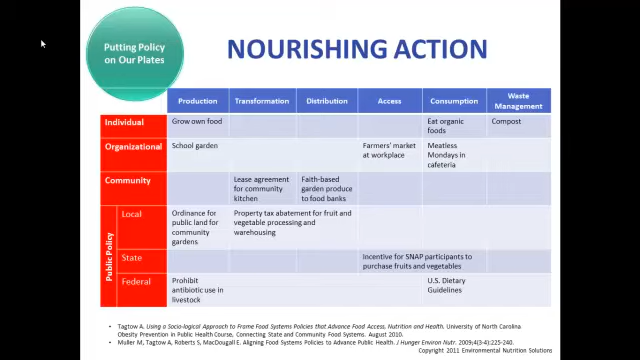 Putting Policy
on Our Plates
NOURISHING ACTION
Production Transformation Distribution Access Consumption Waste
Management
Individual Grow own food Eat organic
foods Compost
Organizational School garden Farmers' market
at workplace Meatless
Mondays in
cafeteria
Community Lease agreement
for community
kitchen Faith-based
garden produce
to food banks
Public Policy
Local Ordinance for
public land for
community
gardens Property tax abatement for fruit and
vegetable processing and
warehousing
State Incentive for SNAP participants to
purchase fruits and vegetables
Federal Prohibit
antibiotic use in
livestock U.S. Dietary
Guidelines
• Tagtow A. Using a Socio-logical Approach to Frame Food Systems Policies that Advance Food Access, Nutrition and Health. University of North Carolina
Obesity Prevention in Public Health Course, Connecting State and Community Food Systems. August 2010.
• Muller M, Tagtow A, Roberts S, MacDougall E. Aligning Food Systems Policies to Advance Public Health. J Hunger Environ Nutr. 2009;4(3-4):225-240.
Copyright 2011 Environmental Nutrition Solutions